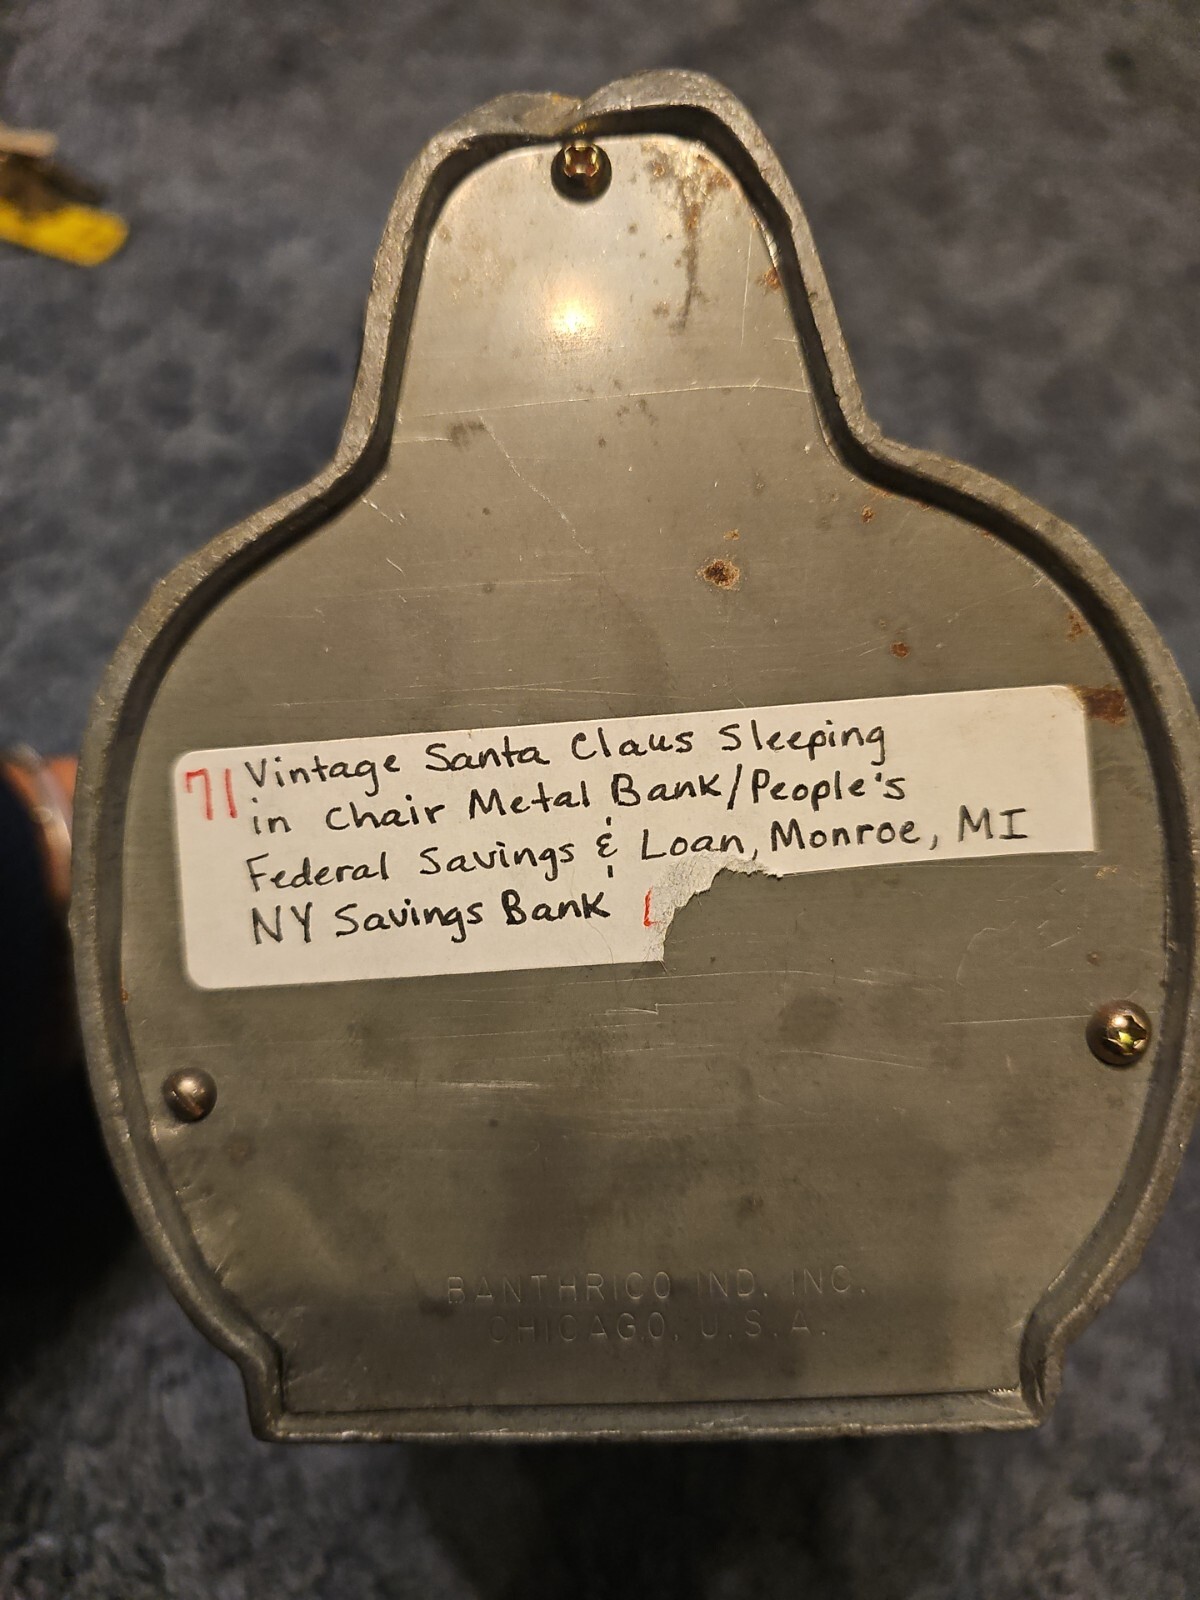 71 Vintage Santa Claus Sleeping
in Chair Metal Bank/People's
Federal Savings & Loan, Monroe, MI
NY Savings Bank
BANTHRICO IND. INC.
CHICAGO, U.S.A.